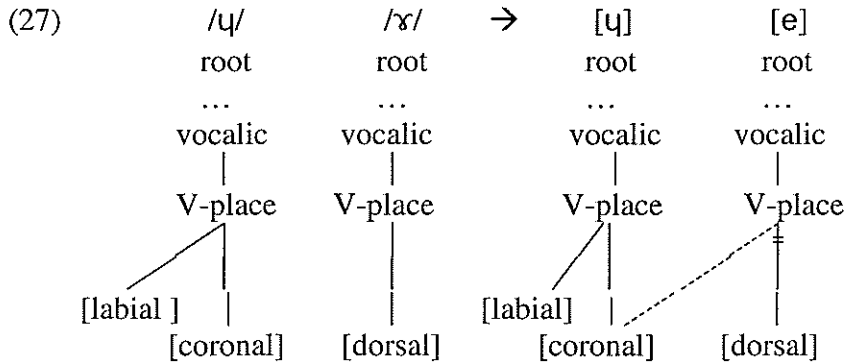 (27) /ɥ/ /ɤ/ → [ɥ] [e]
root root root root
… … … …
vocalic vocalic vocalic vocalic
V-place V-place V-place V-place
[labial ] [labial]
[coronal] [dorsal] [coronal] [dorsal]